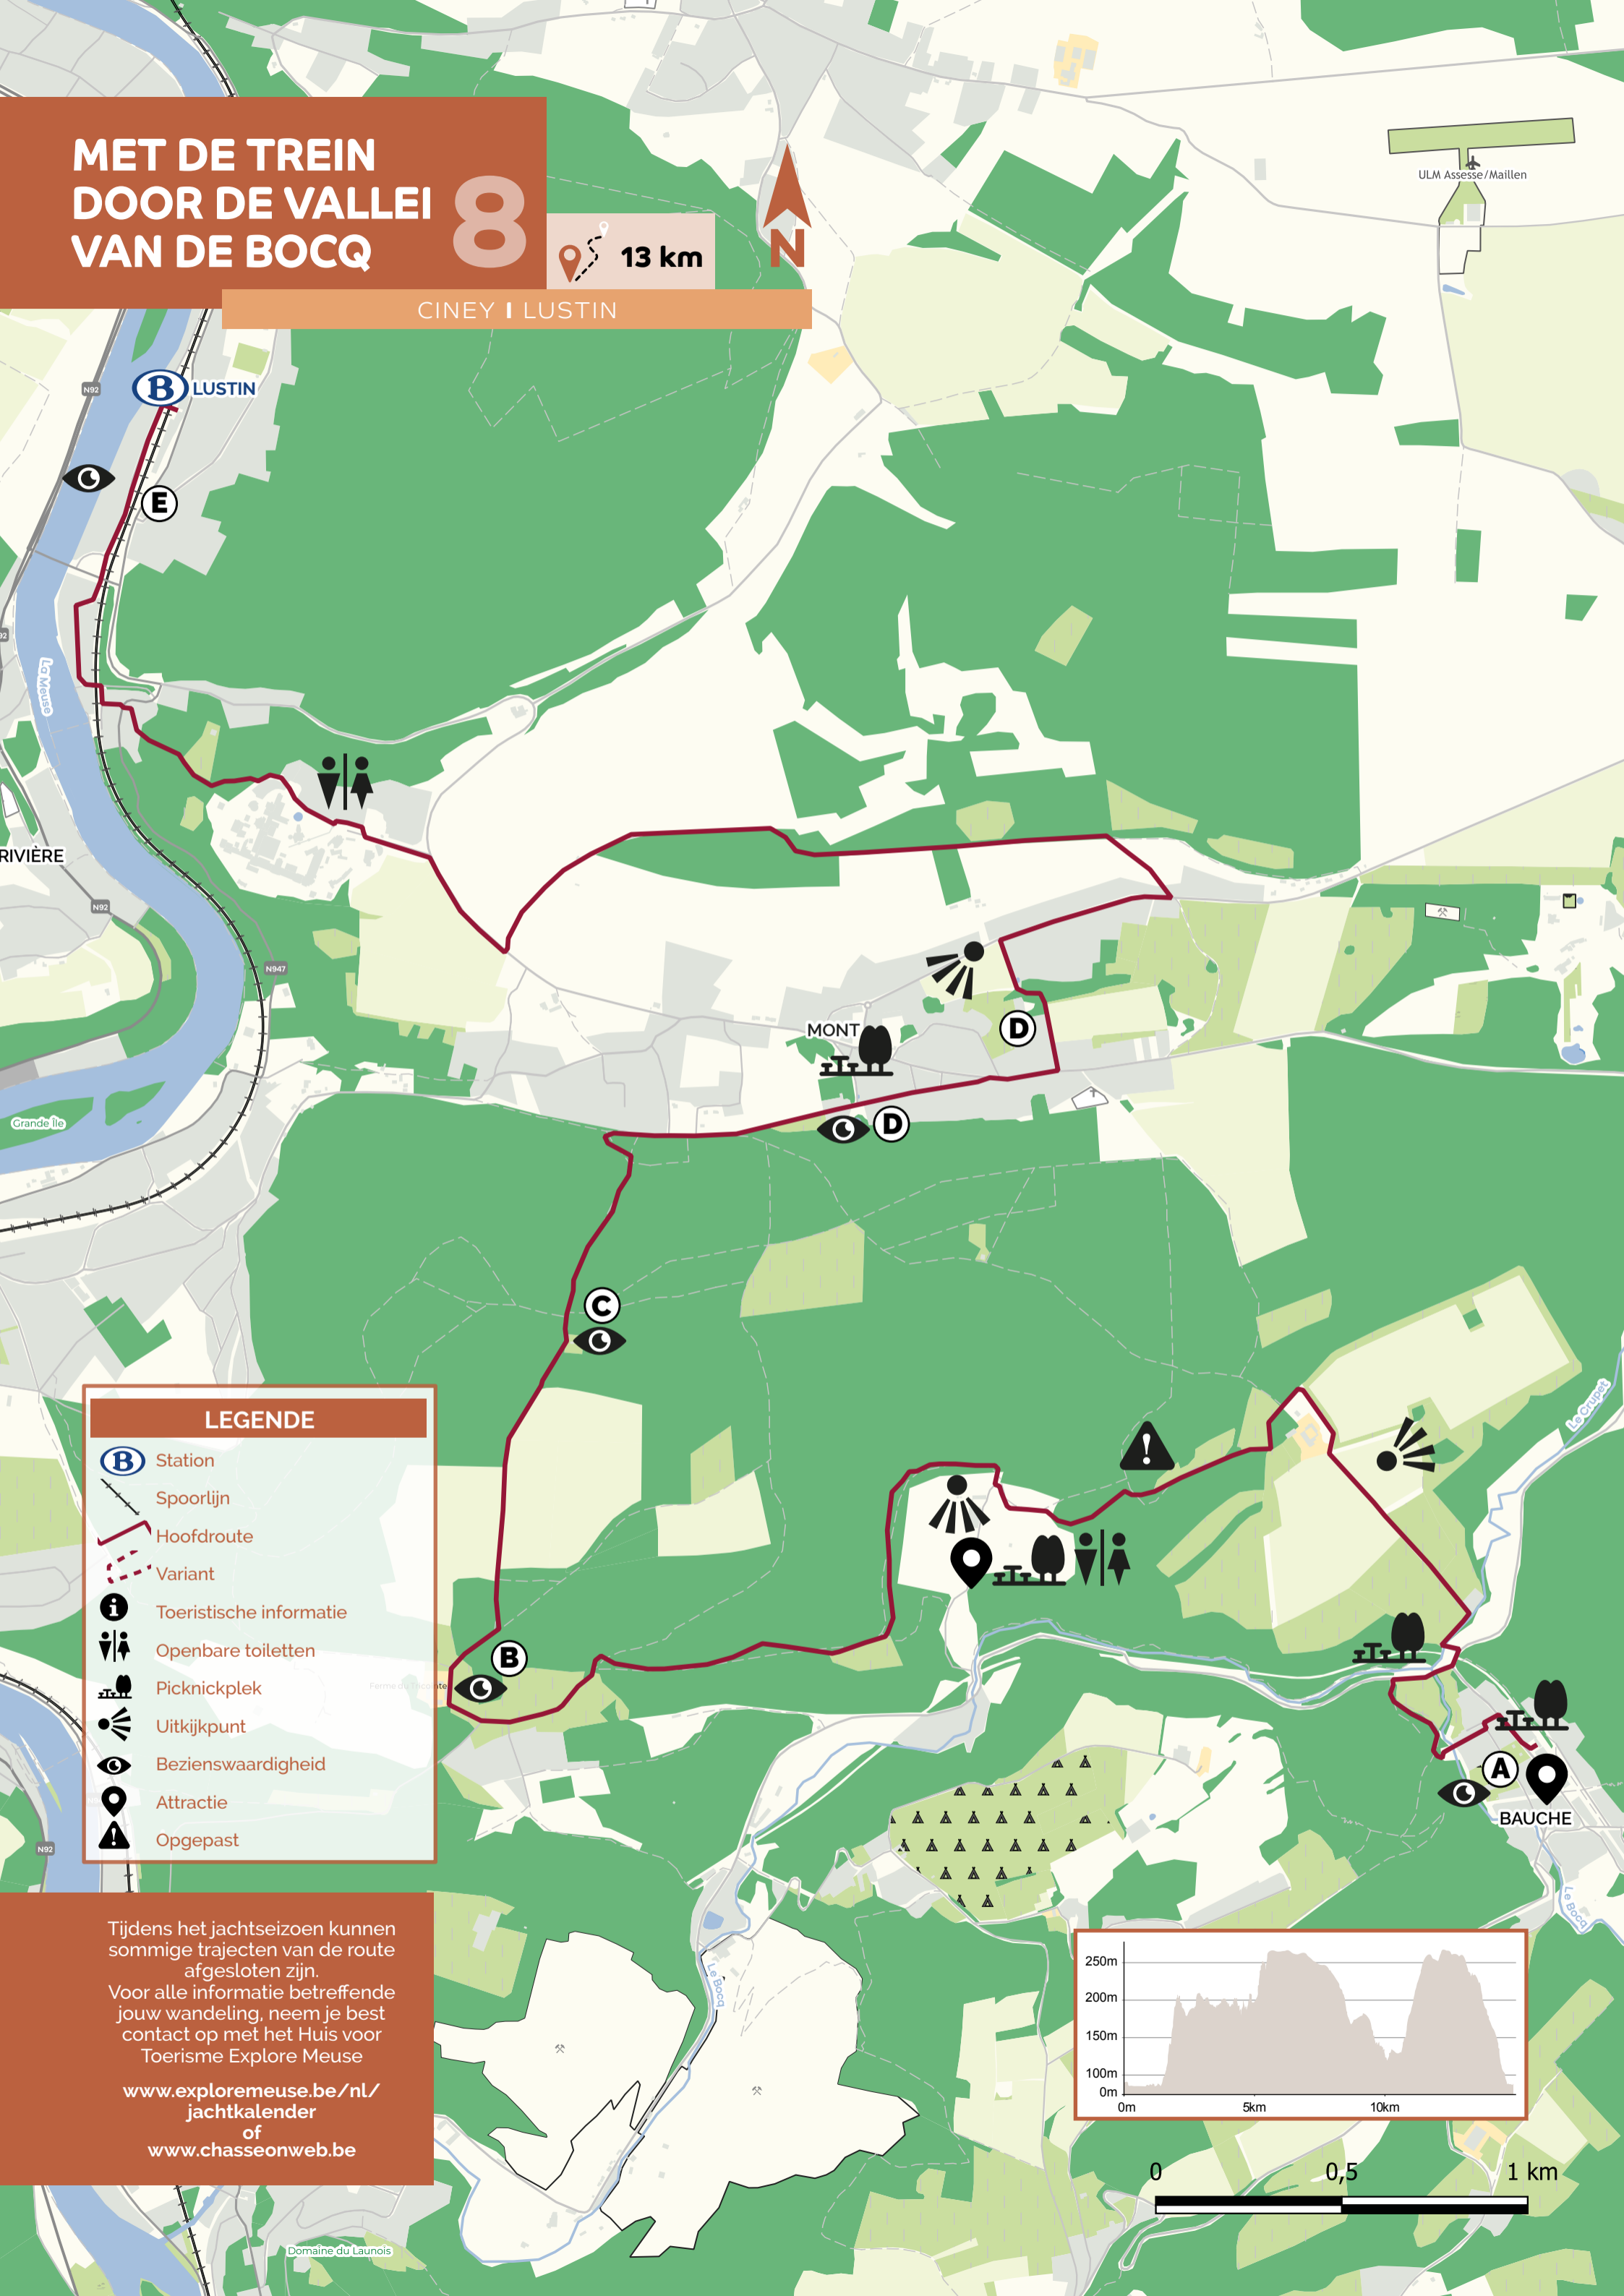 ULM Assesse/Maillen
MET DE TREIN
DOOR DE VALLEI
VAN DE BOCQ
8
13 km
N
CINEY I LUSTIN
N92
B
LUSTIN
E
92
La Meuse
RIVIÈRE
N92
N947
MONT
D
D
Grande Île
C
Le Crupet
B
A
BAUCHE
N92
Le Bocq
Le Bocq
LEGENDE
B Station
Spoorlijn
Hoofdroute
Variant
Toeristische informatie
Openbare toiletten
Picknickplek
Uitkijkpunt
Bezienswaardigheid
Attractie
Opgepast
Tijdens het jachtseizoen kunnen
sommige trajecten van de route
afgesloten zijn.
Voor alle informatie betreffende
jouw wandeling, neem je best
contact op met het Huis voor
Toerisme Explore Meuse
www.exploremeuse.be/nl/
jachtkalender
of
www.chasseonweb.be
Domaine du Launois
250m
200m
150m
100m
0m
0m 5km 10km
0 0,5 1 km